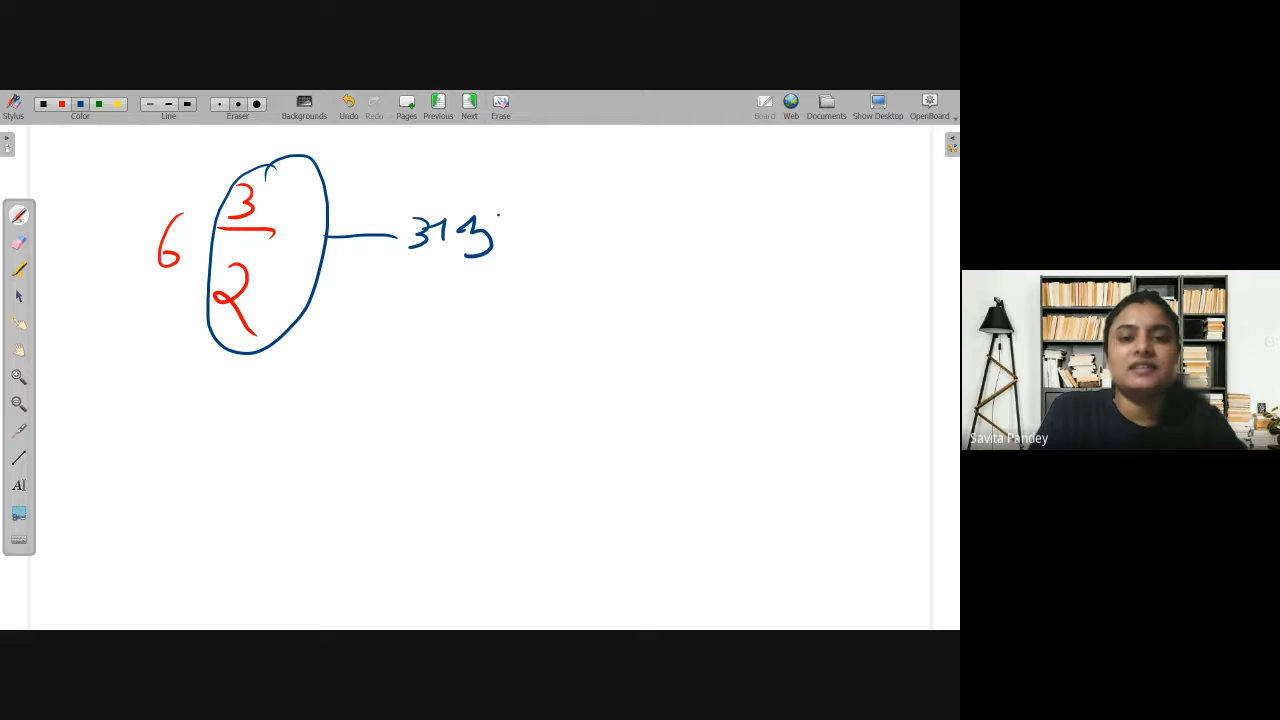 Stylus Color Line Eraser Backgrounds Undo Redo Pages Previous Next Erase Board Web Documents Show Desktop OpenBoard
3
6
2
Savita Pandey